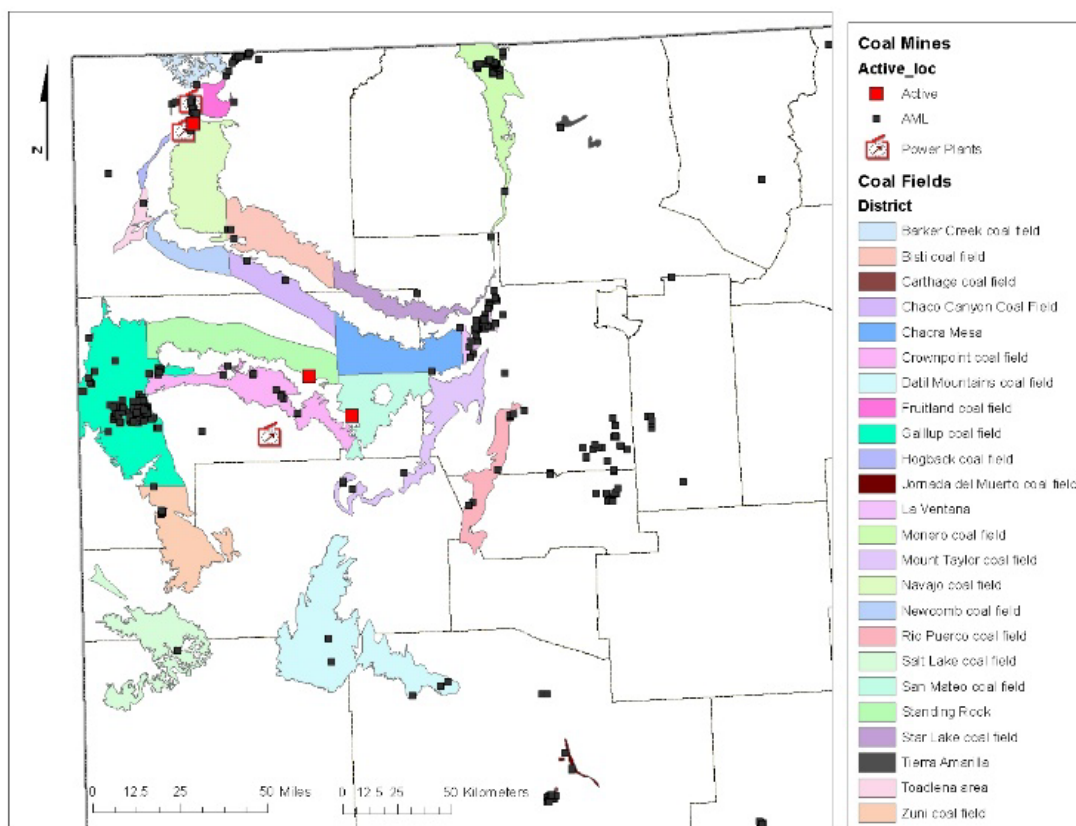 Coal Mines
Active_loc
Active
AML
Power Plants
Coal Fields
District
Barker Creek coal field
Bisti coal field
Carthage coal field
Chaco Canyon Coal Field
Chacra Mesa
Crownpoint coal field
Datil Mountains coal field
Fruitland coal field
Galllup coal field
Hogback coal field
Jornada del Muerto coal field
La Ventana
Monero coal field
Mount Taylor coal field
Navajo coal field
Newcomb coal field
Rio Puerco coal field
Salt Lake coal field
San Mateo coal field
Standing Rock
Star Lake coal field
Tierra Amarilla
Toadlena area
Zuni coal field
N
0 12.5 25 50 Miles
0 12.5 25 50 Kilometers